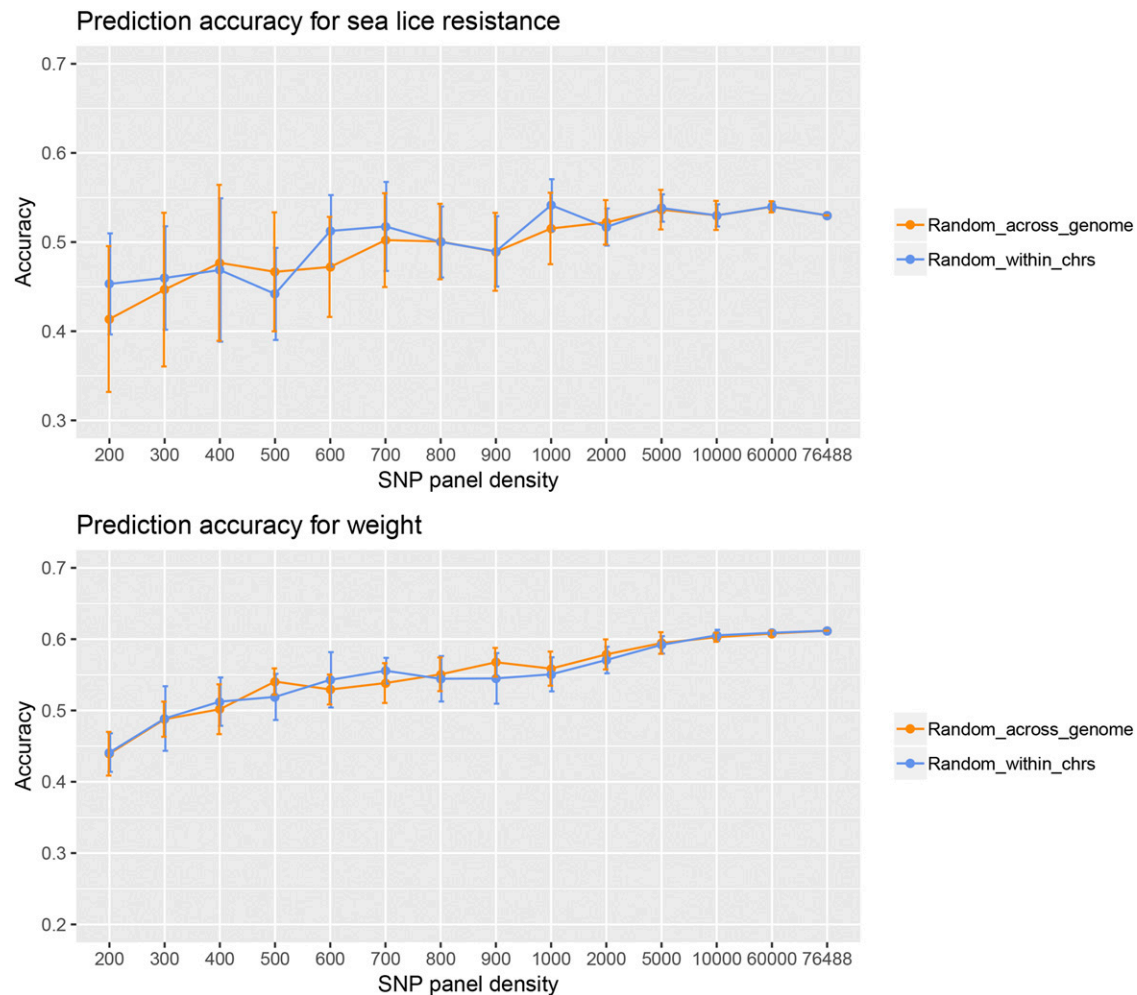 Prediction accuracy for sea lice resistance
0.7
0.6
0.5
0.4
0.3
Accuracy
200 300 400 500 600 700 800 900 1000 2000 5000 10000 60000 76488
SNP panel density
Random_across_genome
Random_within_chrs
Prediction accuracy for weight
0.7
0.6
0.5
0.4
0.3
0.2
Accuracy
200 300 400 500 600 700 800 900 1000 2000 5000 10000 60000 76488
SNP panel density
Random_across_genome
Random_within_chrs